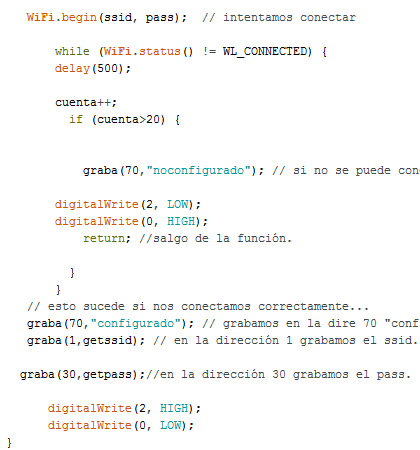 WiFi.begin(ssid, pass);  // intentamos conectar
while (WiFi.status() != WL_CONNECTED) {
delay(500);
cuenta++;
if (cuenta>20) {
graba(70,"noconfigurado"); // si no se puede
digitalWrite(2, LOW);
digitalWrite(0, HIGH);
return; //salgo de la función.
}
}
// esto sucede si nos conectamos correctamente...
graba(70,"configurado"); // grabamos en la dire 70 "conf
graba(1,getssid); // en la dirección 1 grabamos el ssid.
graba(30,getpass);//en la dirección 30 grabamos el pass.
digitalWrite(2, HIGH);
digitalWrite(0, LOW);
}